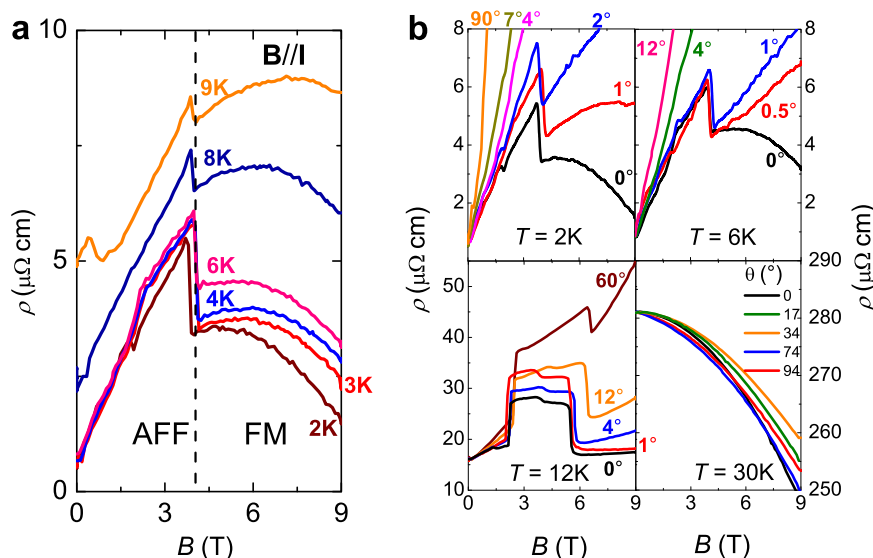 a
10
5
0
ρ (μΩ cm)
B//I
9K
8K
6K
4K
3K
2K
AFF
FM
0 3 6 9
B (T)
b
90° 7° 4° 2°
1°
0°
T = 2K
8
6
4
2
12° 4° 1°
0.5°
0°
T = 6K
8
6
4
2
ρ (μΩ cm)
60°
12°
4°
1°
0°
T = 12K
50
40
30
20
10
0 3 6 9
θ (°)
0
17
34
74
94
T = 30K
290
280
270
260
250
ρ (μΩ cm)
0 3 6 9
B (T)